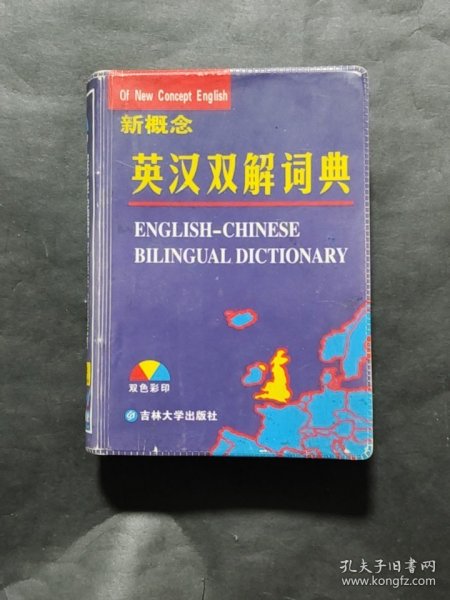 Of New Concept English
新概念
英汉双解词典
ENGLISH-CHINESE
BILINGUAL DICTIONARY
双色彩印
吉林大学出版社
孔夫子旧书网
www.kongfz.com